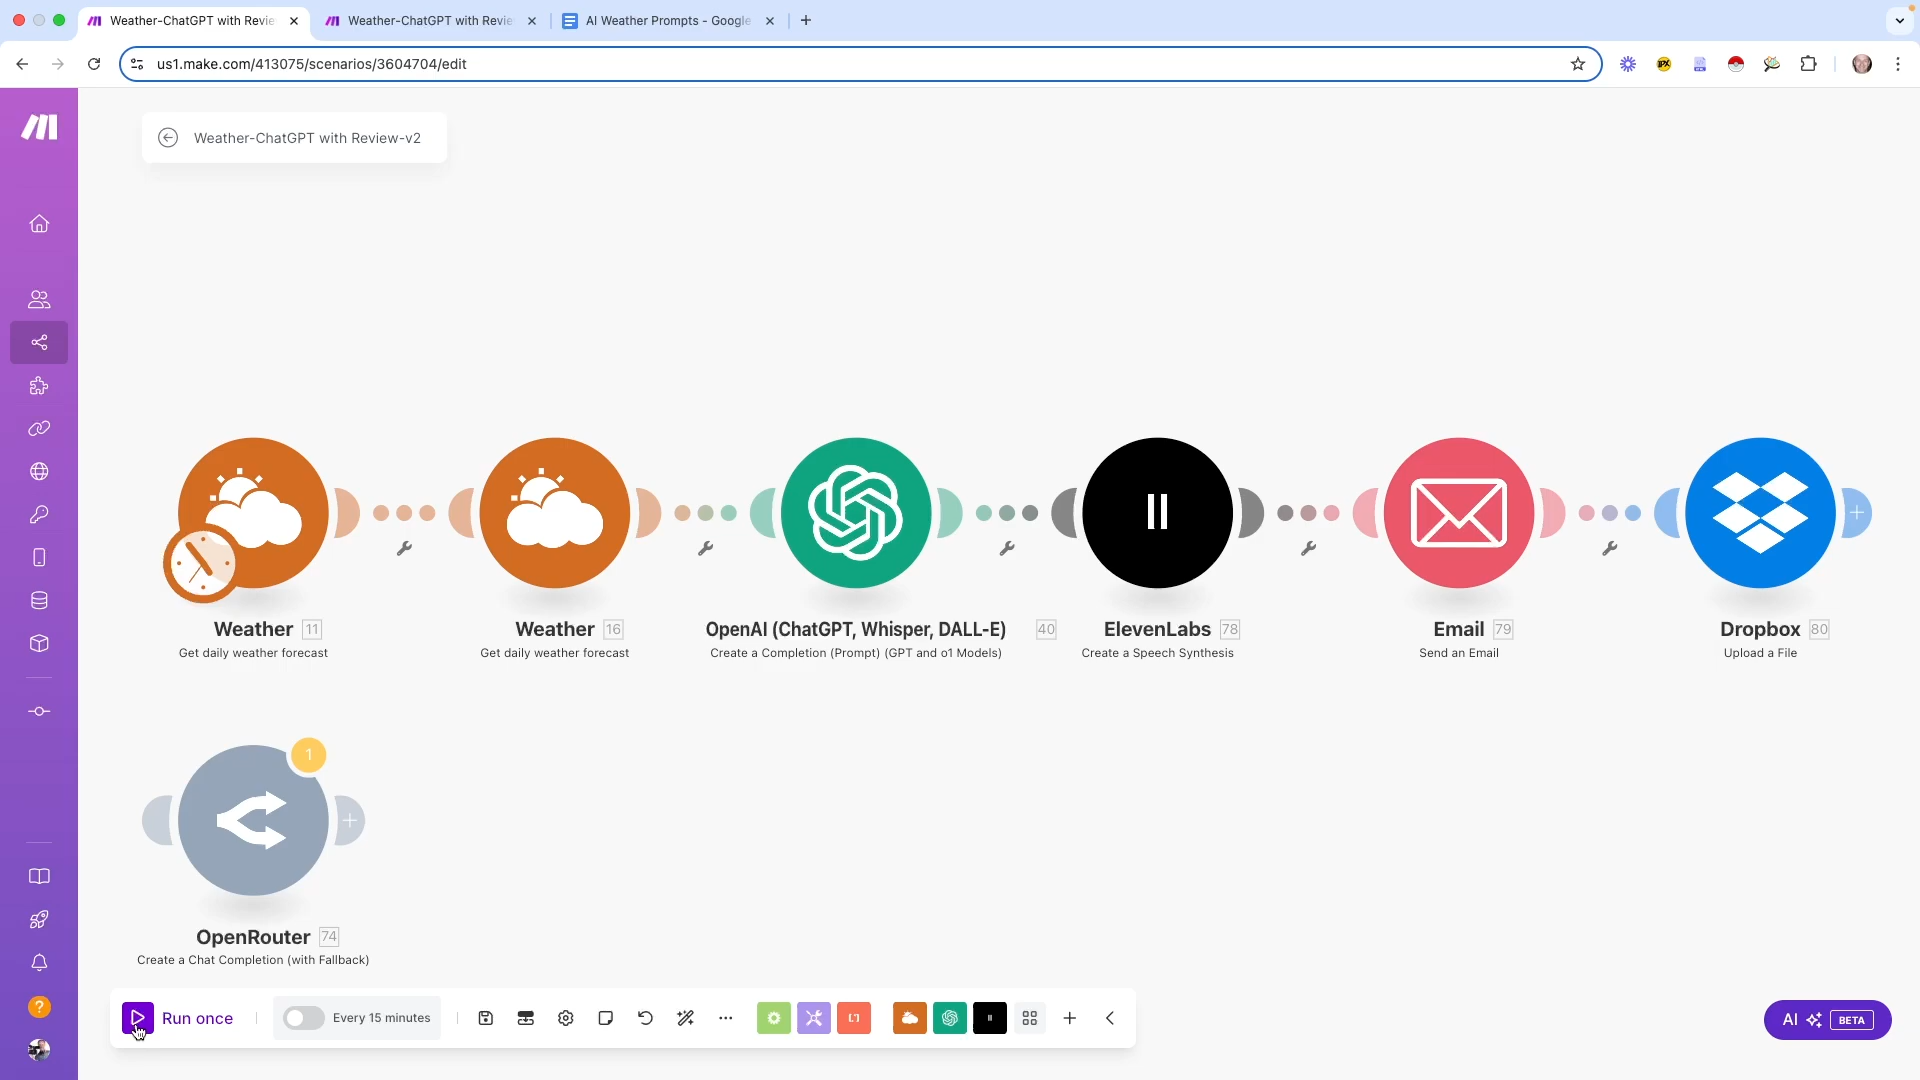 Weather-ChatGPT with Revie
Weather-ChatGPT with Revie
AI Weather Prompts - Google
us1.make.com/413075/scenarios/3604704/edit
Weather-ChatGPT with Review-v2
Weather 11
Get daily weather forecast
Weather 16
Get daily weather forecast
OpenAI (ChatGPT, Whisper, DALL-E) 40
Create a Completion (Prompt) (GPT and o1 Models)
ElevenLabs 78
Create a Speech Synthesis
Email 79
Send an Email
Dropbox 80
Upload a File
1
OpenRouter 74
Create a Chat Completion (with Fallback)
Run once
Every 15 minutes
AI BETA